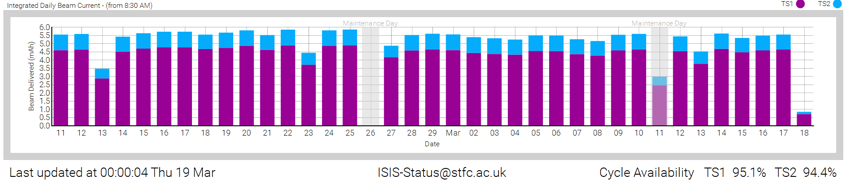 Integrated Daily Beam Current - (from 8:30 AM) TS1 TS2
Maintenance Day Maintenance Day
Beam Delivered (mAh)
6.0
5.5
5.0
4.5
4.0
3.5
3.0
2.5
2.0
1.5
1.0
0.5
0.0
11 12 13 14 15 16 17 18 19 20 21 22 23 24 25 26 27 28 29 Mar 02 03 04 05 06 07 08 09 10 11 12 13 14 15 16 17 18
Date
Last updated at 00:00:04 Thu 19 Mar ISIS-Status@stfc.ac.uk Cycle Availability TS1 95.1% TS2 94.4%